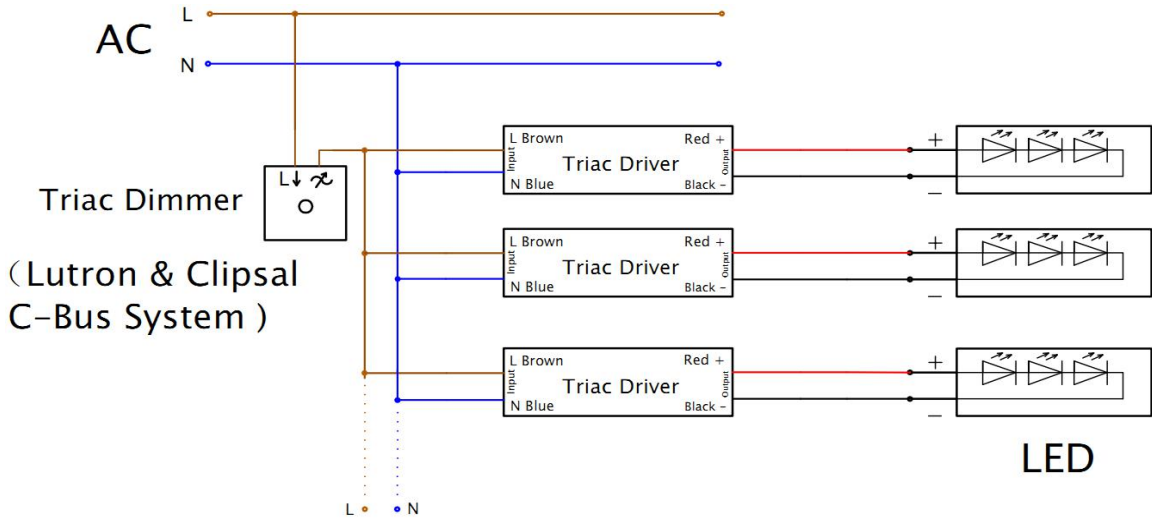 L
AC
N
L Brown
Input
N Blue
Triac Driver
Red +
Output
Black -
+
−
L
Triac Dimmer
（Lutron & Clipsal
C-Bus System )
L Brown
Input
N Blue
Triac Driver
Red +
Output
Black -
+
−
L Brown
Input
N Blue
Triac Driver
Red +
Output
Black -
+
−
LED
L
N